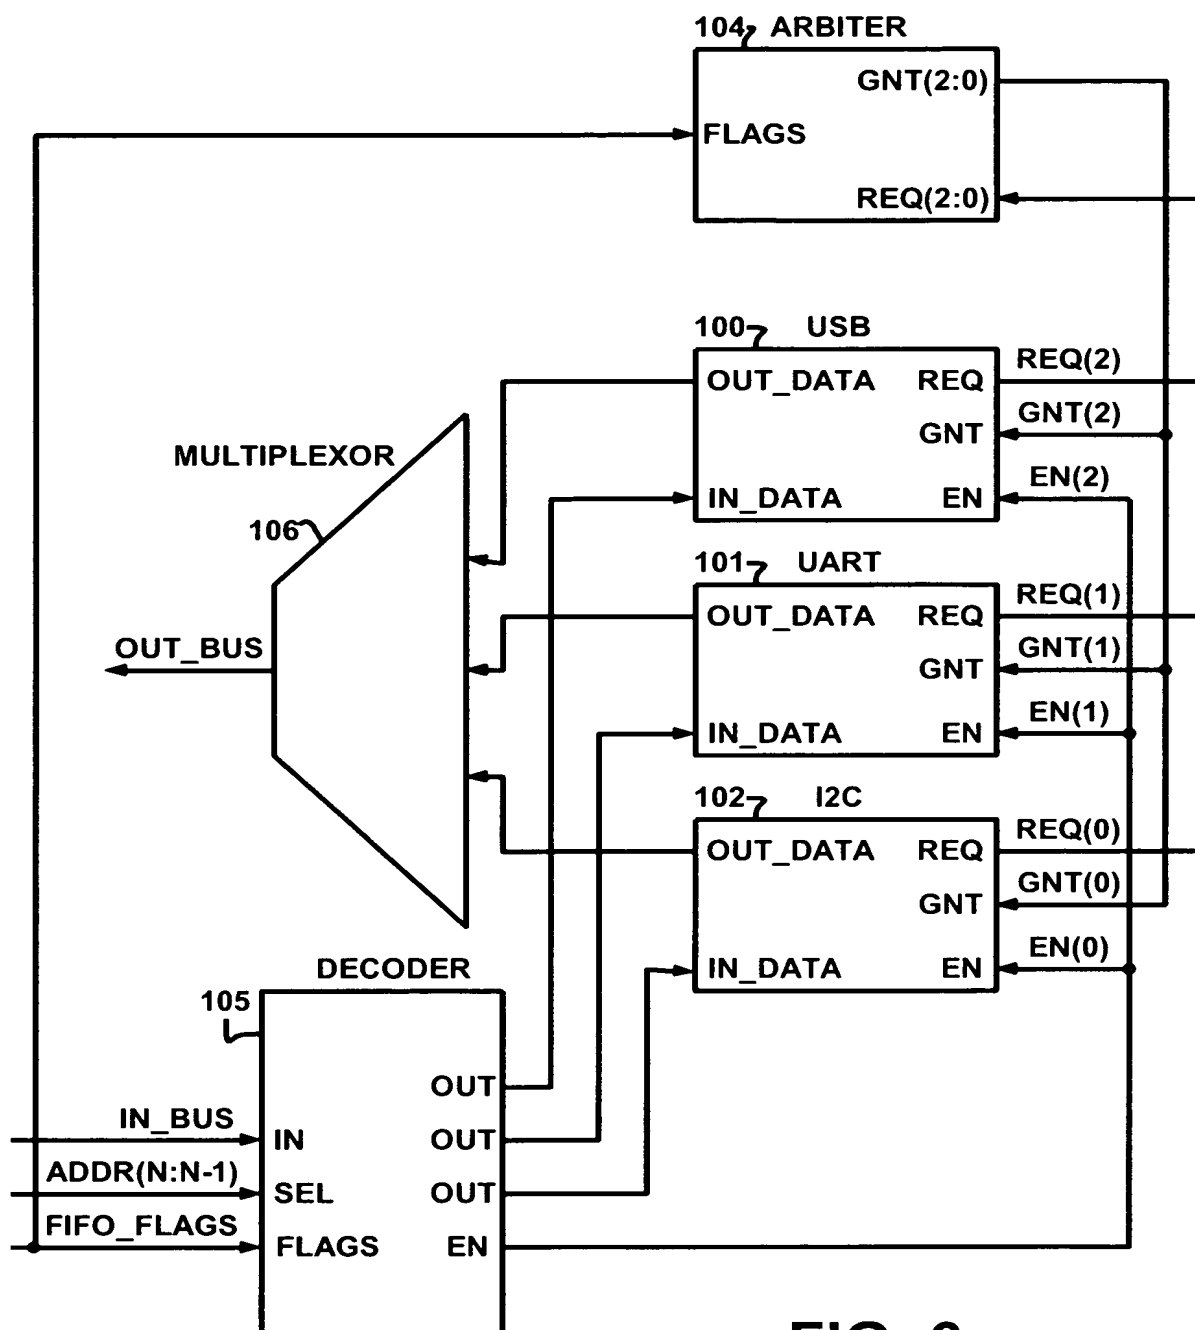 104 ARBITER
GNT(2:0)
FLAGS
REQ(2:0)
100 USB
OUT_DATA REQ
REQ(2)
GNT
GNT(2)
IN_DATA EN
EN(2)
MULTIPLEXOR
106
OUT_BUS
101 UART
OUT_DATA REQ
REQ(1)
GNT
GNT(1)
IN_DATA EN
EN(1)
102 I2C
OUT_DATA REQ
REQ(0)
GNT
GNT(0)
IN_DATA EN
EN(0)
DECODER
105
OUT
IN_BUS
IN OUT
ADDR(N:N-1)
SEL OUT
FIFO_FLAGS
FLAGS EN